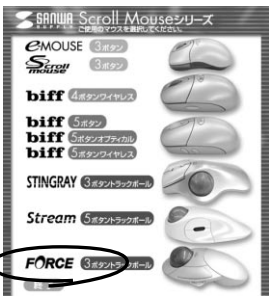 SANWA SUPPLY Scroll Mouseシリーズ
ご使用のマウスを選択してください。
eMOUSE 3ボタン
Scroll mouse 3ボタン
biff 4ボタンワイヤレス
biff 5ボタン
biff 5ボタンオプティカル
biff 5ボタンワイヤレス
STINGRAY 3ボタントラックボール
Stream 5ボタントラックボール
FORCE 3ボタントラックボール